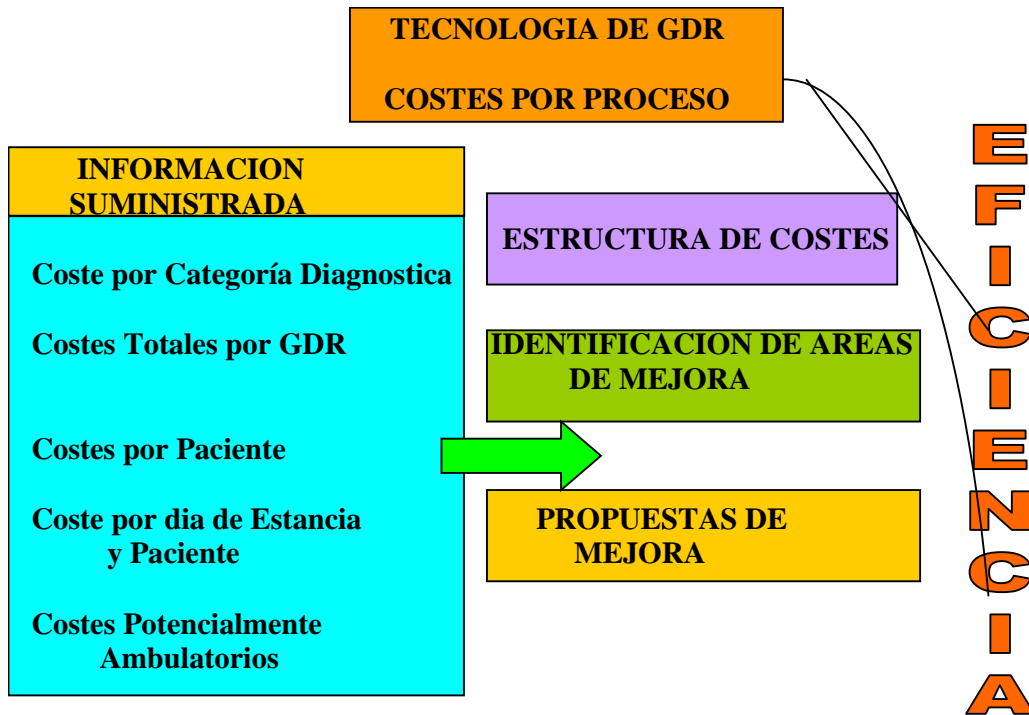 TECNOLOGIA DE GDR
COSTES POR PROCESO
INFORMACION
SUMINISTRADA
Coste por Categoría Diagnostica
Costes Totales por GDR
Costes por Paciente
Coste por dia de Estancia
y Paciente
Costes Potencialmente
Ambulatorios
ESTRUCTURA DE COSTES
IDENTIFICACION DE AREAS
DE MEJORA
PROPUESTAS DE
MEJORA
EFICIENCIA